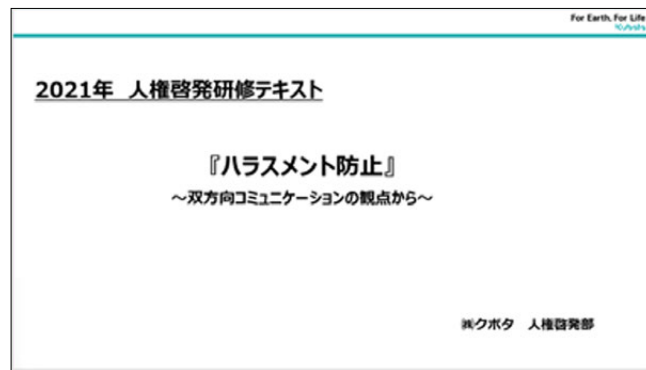 For Earth, For Life
Kubota
2021年 人権啓発研修テキスト
『ハラスメント防止』
～双方向コミュニケーションの観点から～
㈱クボタ 人権啓発部